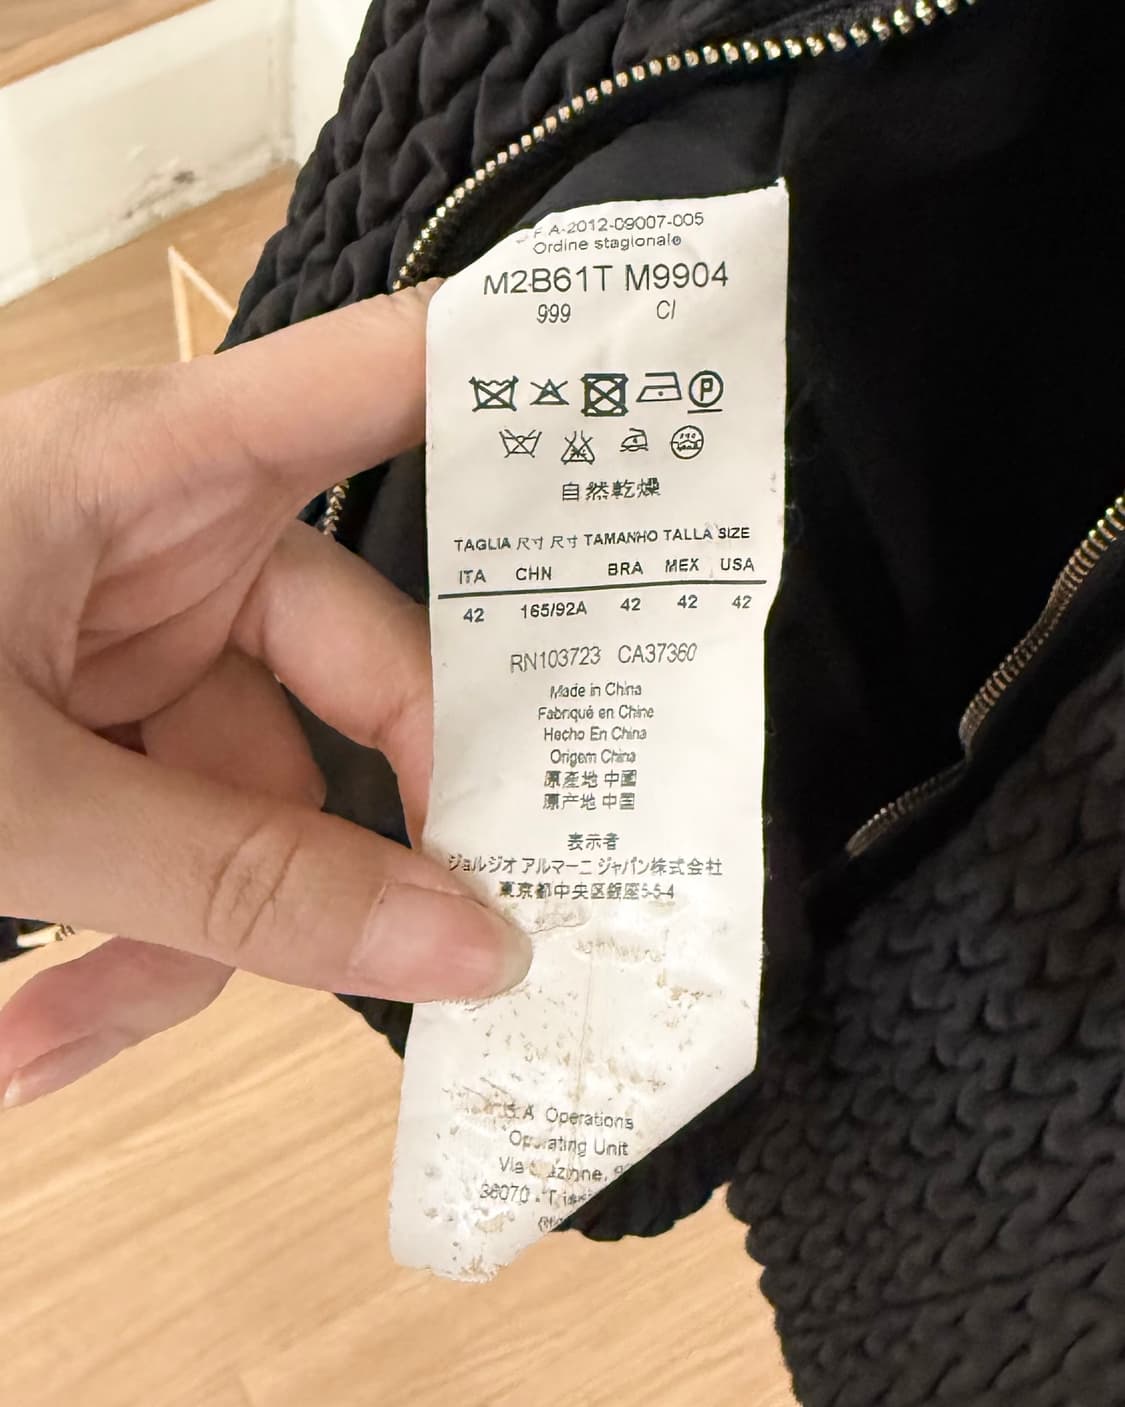 F A-2012-09007-005
Ordine stagionale
M2B61T M9904
999 CI
P
自然乾燥
TAGLIA 尺寸 尺寸 TAMANHO TALLA SIZE
ITA CHN BRA MEX USA
42 165/92A 42 42 42
RN103723 CA37360
Made in China
Fabriqué en Chine
Hecho En China
Origem China
原產地 中國
原产地 中国
表示者
ジョルジオ アルマーニ ジャパン株式会社
東京都中央区銀座5-5-4
G.A Operations
Operating Unit
Via
36070